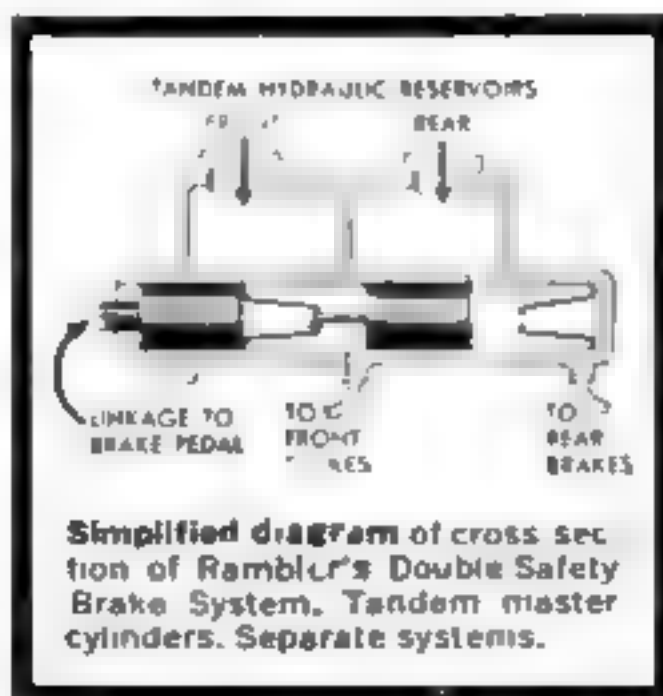 TANDEM HYDRAULIC RESERVOIRS
REAR
LINKAGE TO
BRAKE PEDAL
TO
FRONT
TO
REAR
BRAKES
Simplified diagram of cross sec
tion of Rambler's Double Safety
Brake System. Tandem master
cylinders. Separate systems.